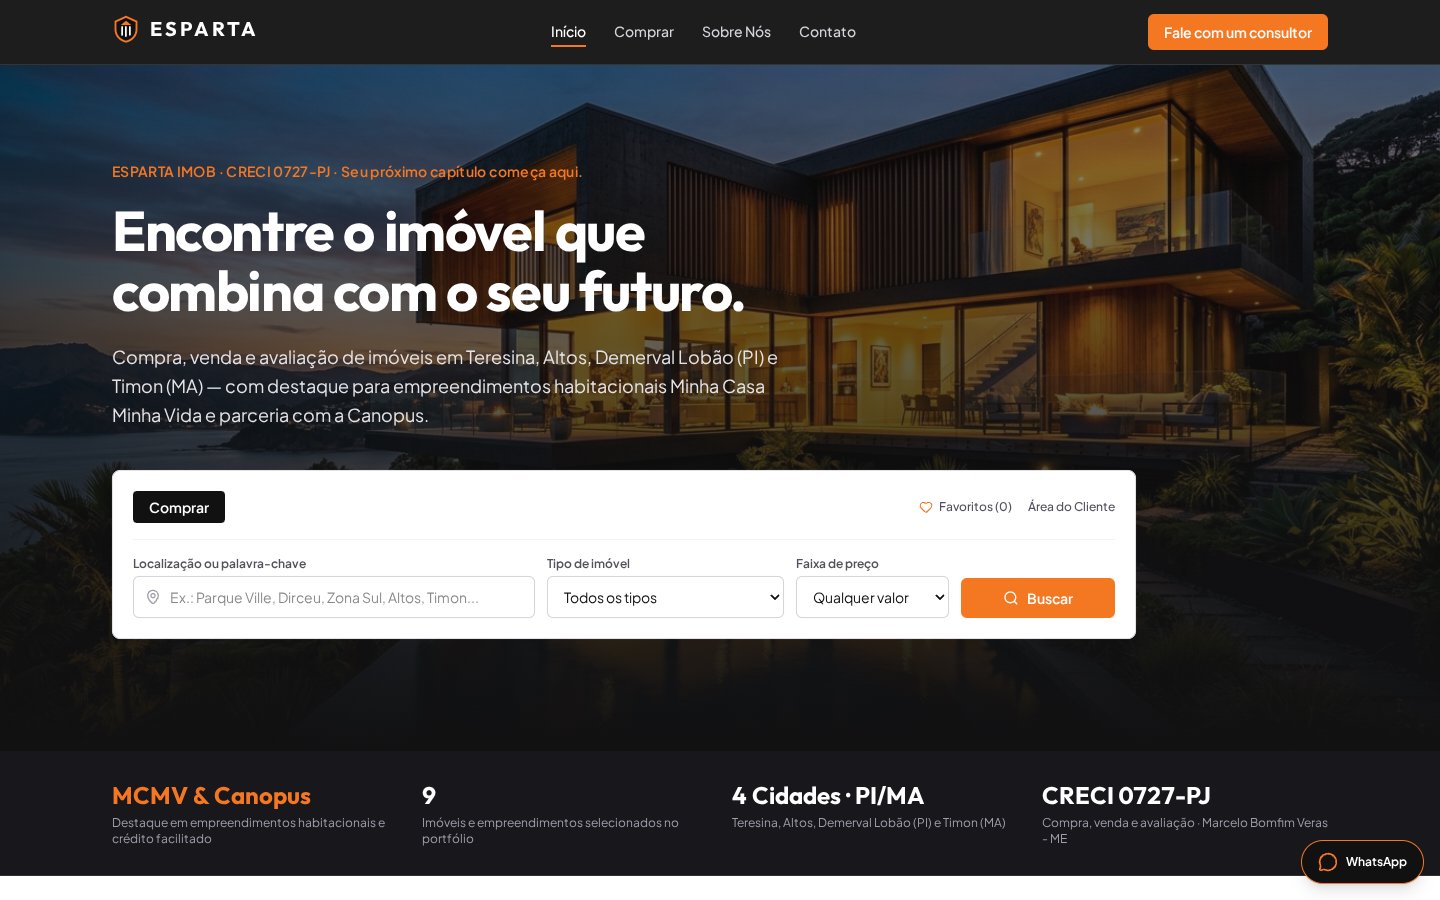 ESPARTA
Início
Comprar
Sobre Nós
Contato
Fale com um consultor
ESPARTA IMOB · CRECI 0727-PJ · Seu próximo capítulo começa aqui.
Encontre o imóvel que
combina com o seu futuro.
Compra, venda e avaliação de imóveis em Teresina, Altos, Demerval Lobão (PI) e
Timon (MA) — com destaque para empreendimentos habitacionais Minha Casa
Minha Vida e parceria com a Canopus.
Comprar
Favoritos (0)
Área do Cliente
Localização ou palavra-chave
Ex.: Parque Ville, Dirceu, Zona Sul, Altos, Timon...
Tipo de imóvel
Todos os tipos
Faixa de preço
Qualquer valor
Buscar
MCMV & Canopus
Destaque em empreendimentos habitacionais e
crédito facilitado
9
Imóveis e empreendimentos selecionados no
portfólio
4 Cidades · PI/MA
Teresina, Altos, Demerval Lobão (PI) e Timon (MA)
CRECI 0727-PJ
Compra, venda e avaliação · Marcelo Bomfim Veras
- ME
WhatsApp